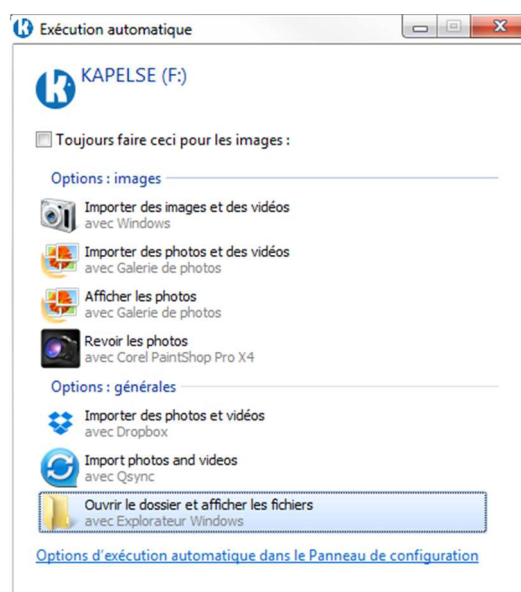 Exécution automatique
KAPELSE (F:)
Toujours faire ceci pour les images :
Options : images
Importer des images et des vidéos
avec Windows
Importer des photos et des vidéos
avec Galerie de photos
Afficher les photos
avec Galerie de photos
Revoir les photos
avec Corel PaintShop Pro X4
Options : générales
Importer des photos et vidéos
avec Dropbox
Import photos and videos
avec Qsync
Ouvrir le dossier et afficher les fichiers
avec Explorateur Windows
Options d'exécution automatique dans le Panneau de configuration